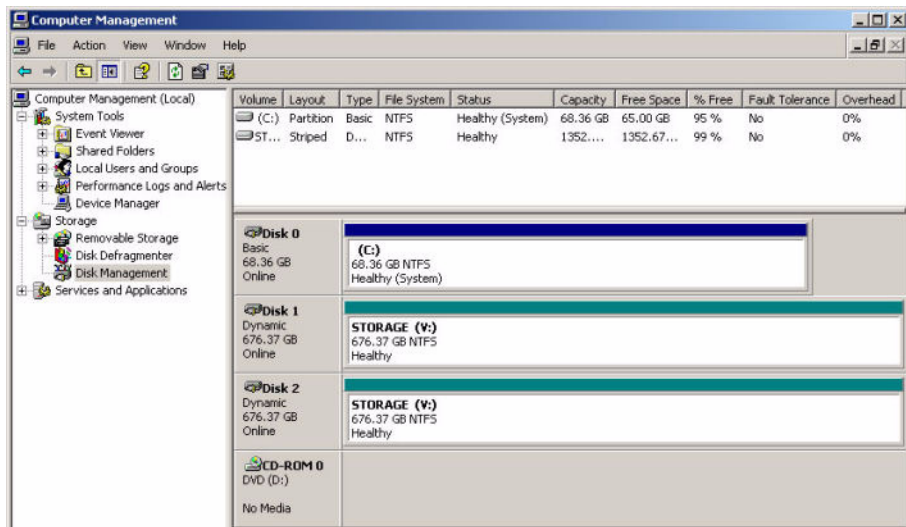 Computer Management
File Action View Window Help
Computer Management (Local)
System Tools
Event Viewer
Shared Folders
Local Users and Groups
Performance Logs and Alerts
Device Manager
Storage
Removable Storage
Disk Defragmenter
Disk Management
Services and Applications
Volume Layout Type File System Status Capacity Free Space % Free Fault Tolerance Overhead
(C:) Partition Basic NTFS Healthy (System) 68.36 GB 65.00 GB 95 % No 0%
ST... Striped D... NTFS Healthy 1352.... 1352.67... 99 % No 0%
Disk 0
Basic
68.36 GB
Online
(C:)
68.36 GB NTFS
Healthy (System)
Disk 1
Dynamic
676.37 GB
Online
STORAGE (V:)
676.37 GB NTFS
Healthy
Disk 2
Dynamic
676.37 GB
Online
STORAGE (V:)
676.37 GB NTFS
Healthy
CD-ROM 0
DVD (D:)
No Media